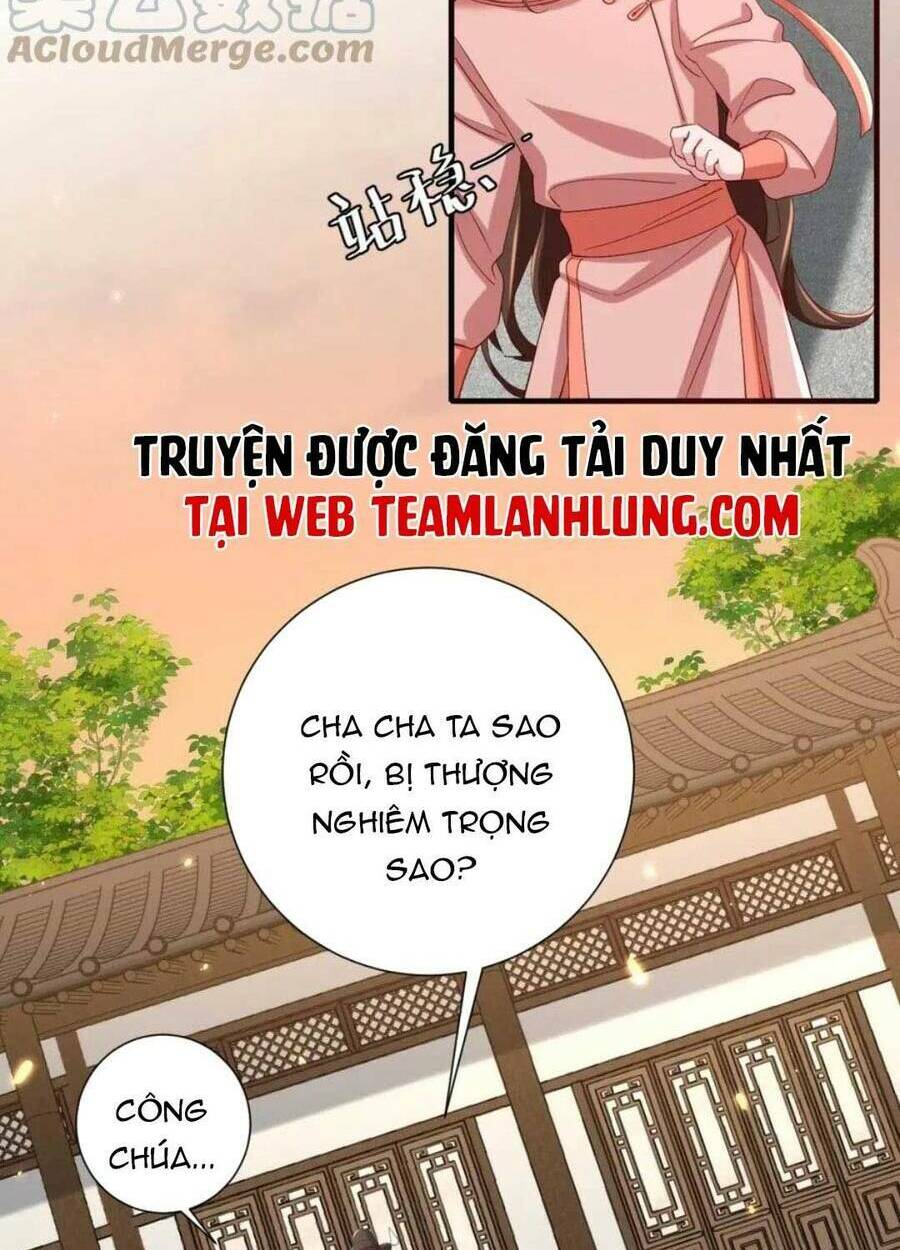 AcloudMerge.com
站稳
TRUYỆN ĐƯỢC ĐĂNG TẢI DUY NHẤT
TẠI WEB TEAMLANHLUNG.COM
CHA CHA TA SAO
RỒI, BỊ THƯỢNG
NGHIÊM TRỌNG
SAO?
CÔNG
CHÚA...